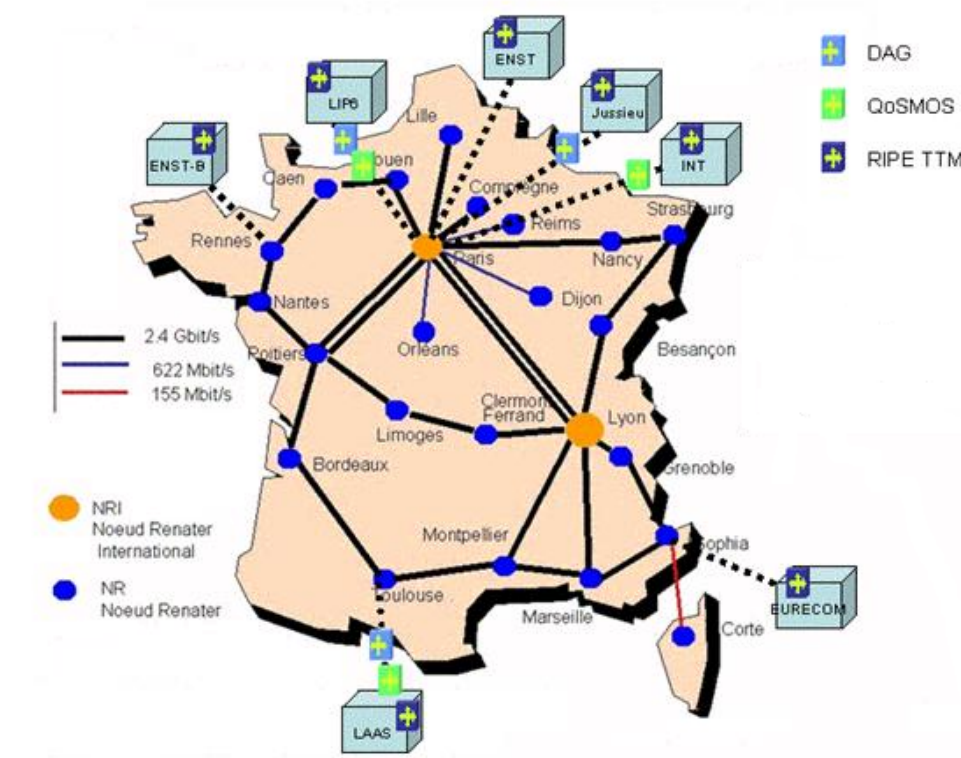 ENST
DAG
LIP6
Jussieu
QoSMOS
Lille
ENST-B
INT
RIPE TTM
Rouen
Caen
Compiègne
Strasbourg
Reims
Rennes
Paris
Nancy
Nantes
Dijon
2.4 Gbit/s
Poitiers
Orléans
Besançon
622 Mbit/s
155 Mbit/s
Clermont
Ferrand
Lyon
Limoges
Bordeaux
Grenoble
NRI
Noeud Renater
International
Montpellier
Sophia
NR
Noeud Renater
Toulouse
EURECOM
Marseille
Corte
LAAS